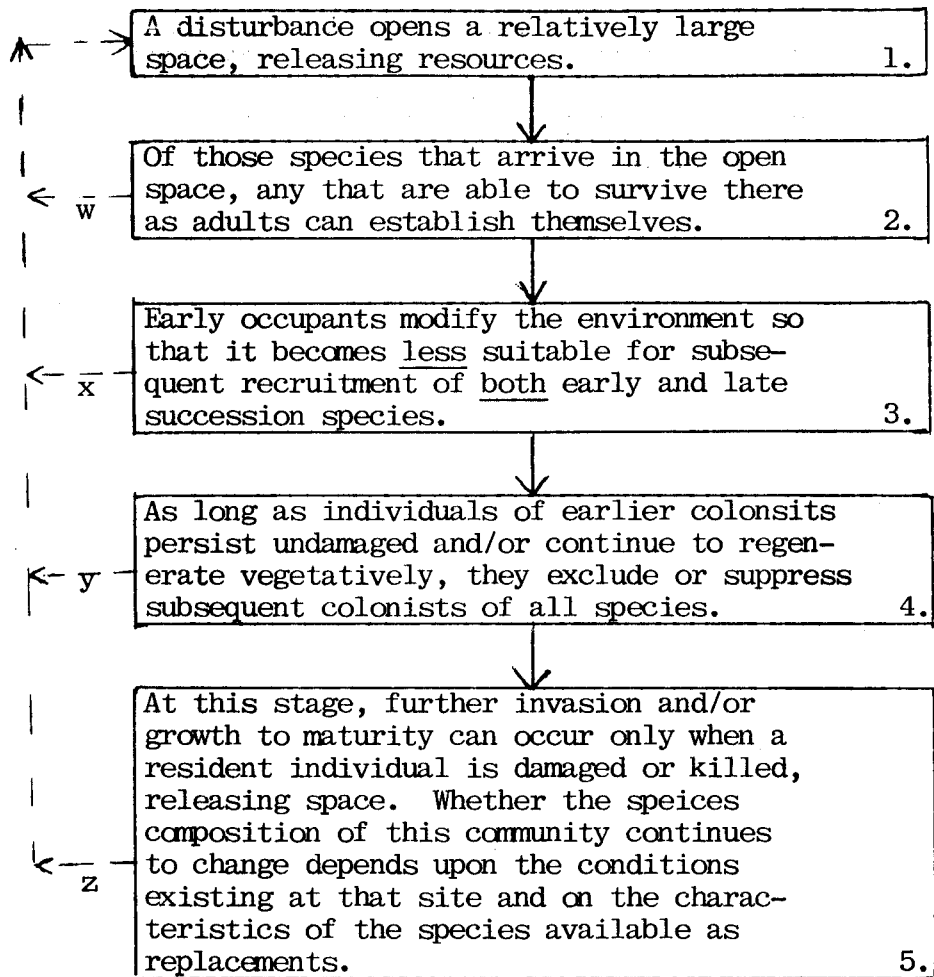 A disturbance opens a relatively large
space, releasing resources. 1.
Of those species that arrive in the open
space, any that are able to survive there
as adults can establish themselves. 2.
w
Early occupants modify the environment so
that it becomes less suitable for subse-
quent recruitment of both early and late
succession species. 3.
x
As long as individuals of earlier colonsits
persist undamaged and/or continue to regen-
erate vegetatively, they exclude or suppress
subsequent colonists of all species. 4.
y
At this stage, further invasion and/or
growth to maturity can occur only when a
resident individual is damaged or killed,
releasing space. Whether the speices
composition of this community continues
to change depends upon the conditions
existing at that site and on the charac-
teristics of the species available as
replacements. 5.
z